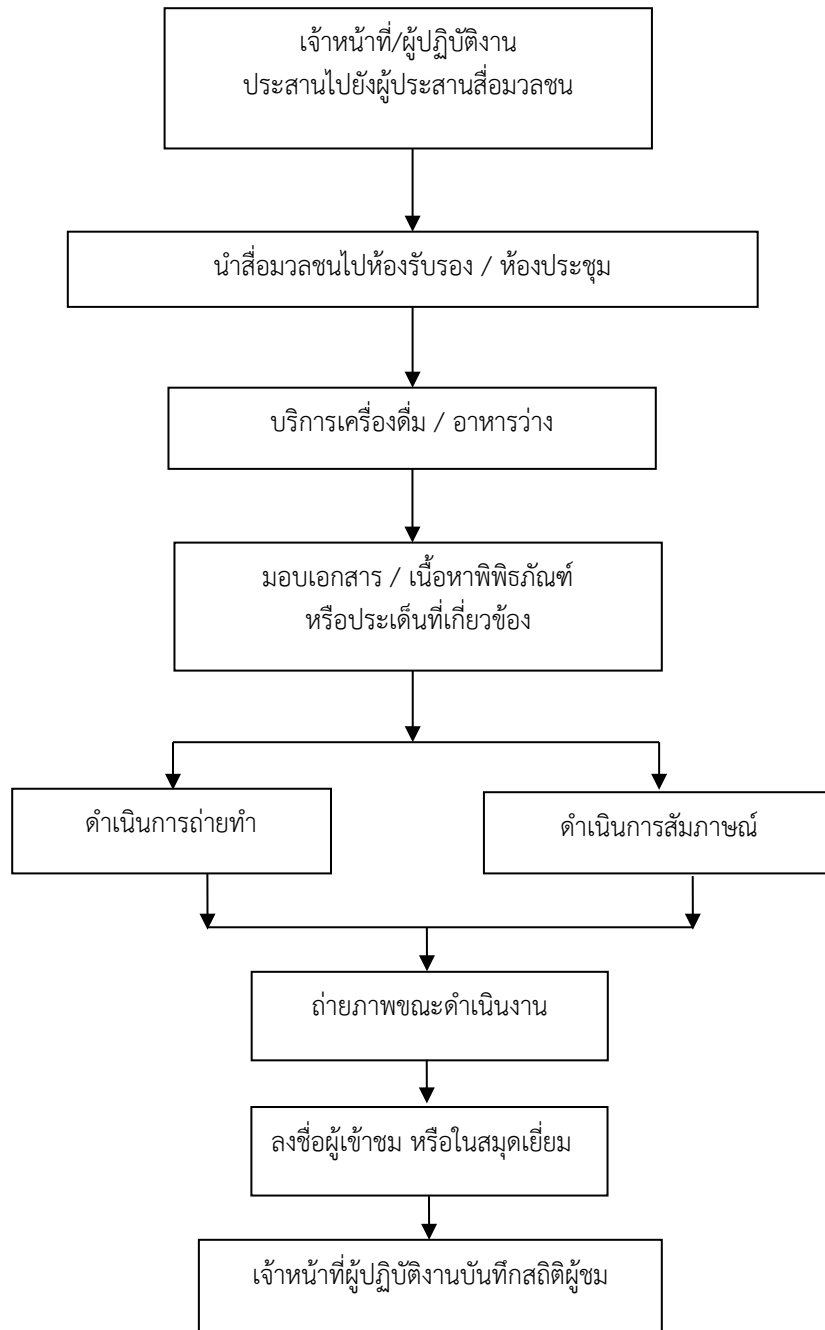 เจ้าหน้าที่/ผู้ปฏิบัติงาน
ประสานไปยังผู้ประสานสื่อมวลชน
นำสื่อมวลชนไปห้องรับรอง / ห้องประชุม
บริการเครื่องดื่ม / อาหารว่าง
มอบเอกสาร / เนื้อหาพิพิธภัณฑ์
หรือประเด็นที่เกี่ยวข้อง
ดำเนินการถ่ายทำ
ดำเนินการสัมภาษณ์
ถ่ายภาพขณะดำเนินงาน
ลงชื่อผู้เข้าชม หรือในสมุดเยี่ยม
เจ้าหน้าที่ผู้ปฏิบัติงานบันทึกสถิติผู้ชม